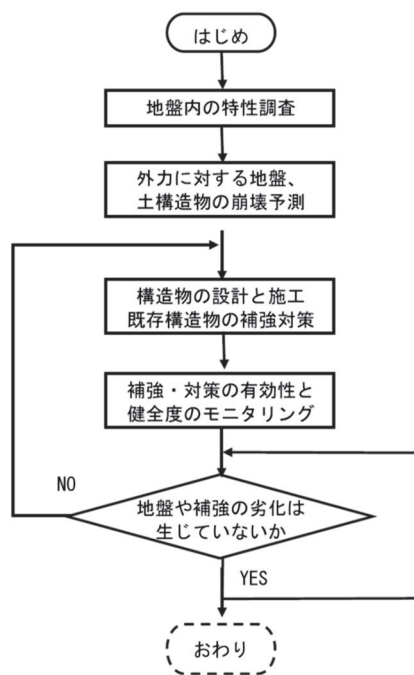 はじめ
地盤内の特性調査
外力に対する地盤、
土構造物の崩壊予測
構造物の設計と施工
既存構造物の補強対策
補強・対策の有効性と
健全度のモニタリング
NO
地盤や補強の劣化は
生じていないか
YES
おわり